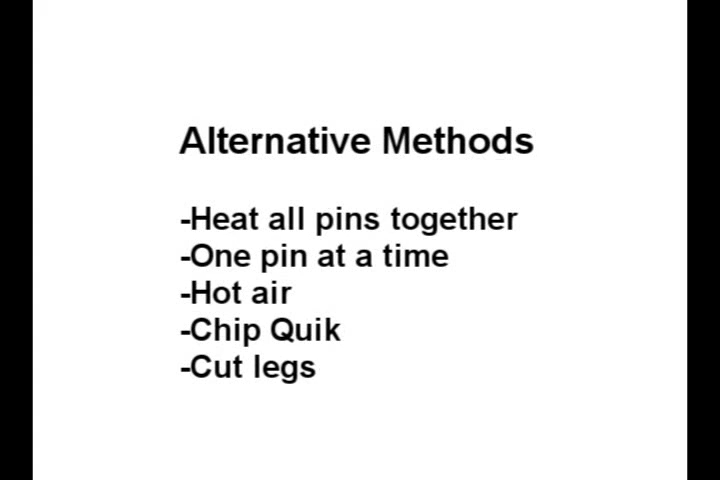 Alternative Methods
-Heat all pins together
-One pin at a time
-Hot air
-Chip Quik
-Cut legs